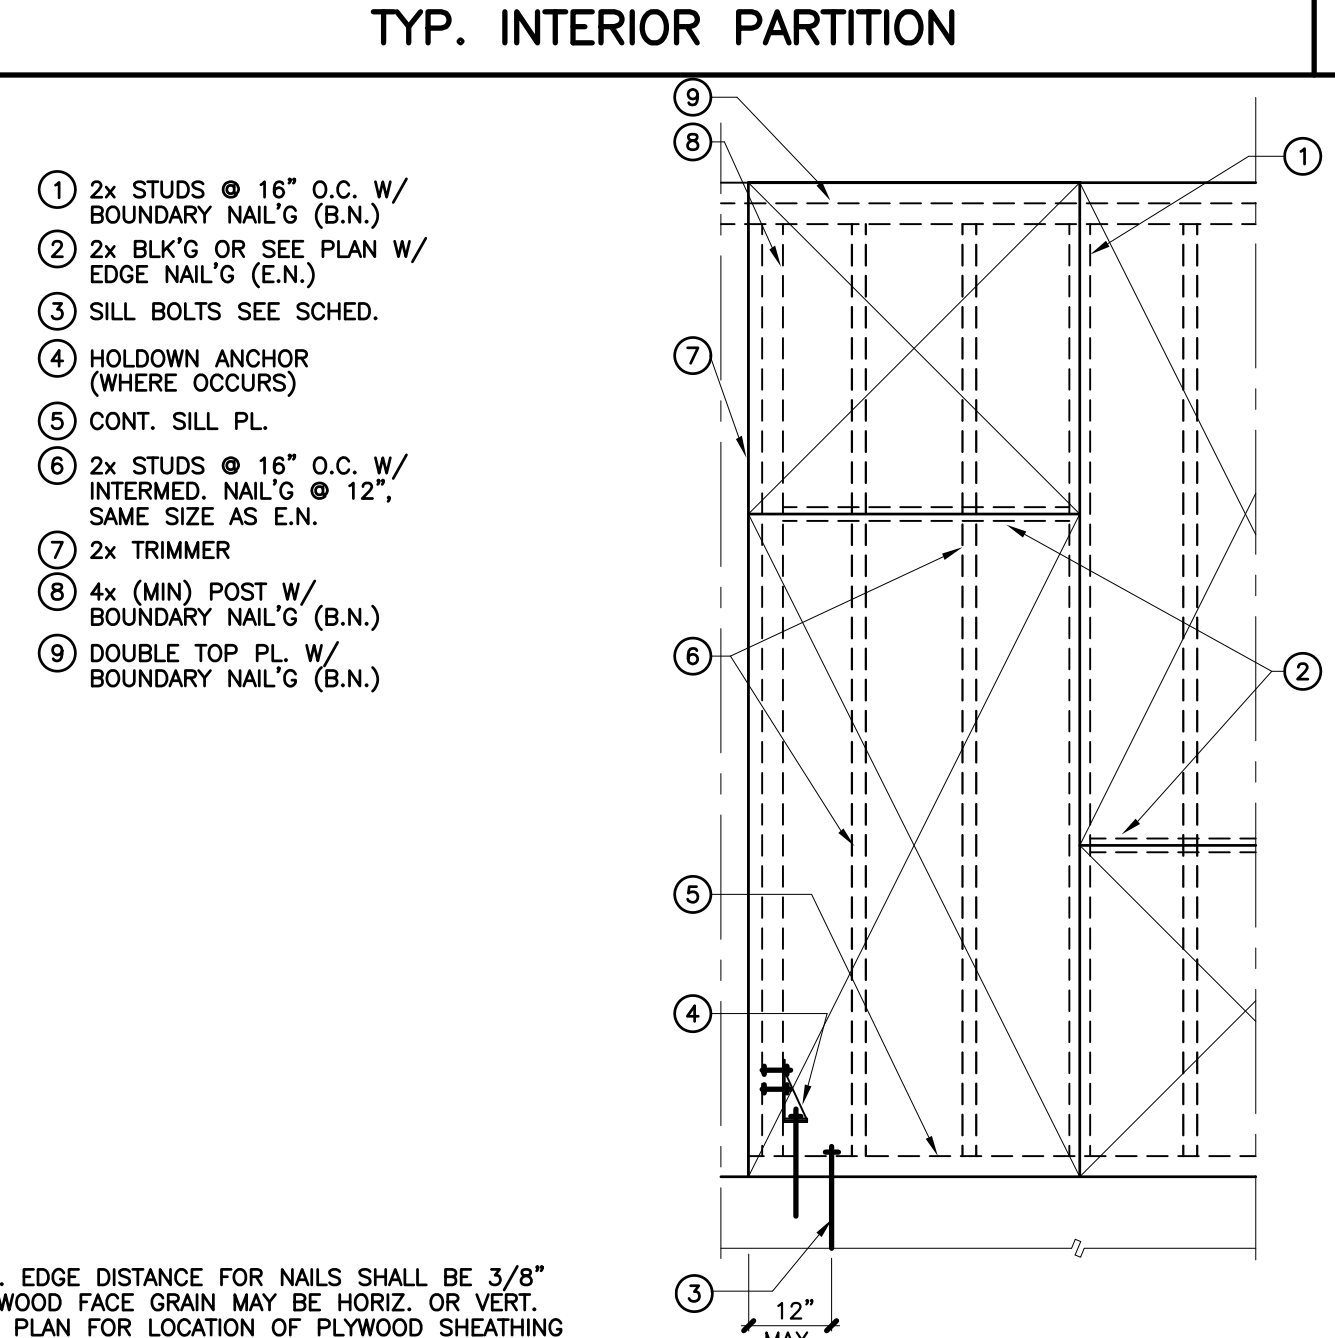 TYP. INTERIOR PARTITION
1 2x STUDS @ 16" O.C. W/
BOUNDARY NAIL'G (B.N.)
2 2x BLK'G OR SEE PLAN W/
EDGE NAIL'G (E.N.)
3 SILL BOLTS SEE SCHED.
4 HOLDOWN ANCHOR
(WHERE OCCURS)
5 CONT. SILL PL.
6 2x STUDS @ 16" O.C. W/
INTERMED. NAIL'G @ 12",
SAME SIZE AS E.N.
7 2x TRIMMER
8 4x (MIN) POST W/
BOUNDARY NAIL'G (B.N.)
9 DOUBLE TOP PL. W/
BOUNDARY NAIL'G (B.N.)
9
8
1
7
6
2
5
4
3
12"
MAX
. EDGE DISTANCE FOR NAILS SHALL BE 3/8"
WOOD FACE GRAIN MAY BE HORIZ. OR VERT.
PLAN FOR LOCATION OF PLYWOOD SHEATHING